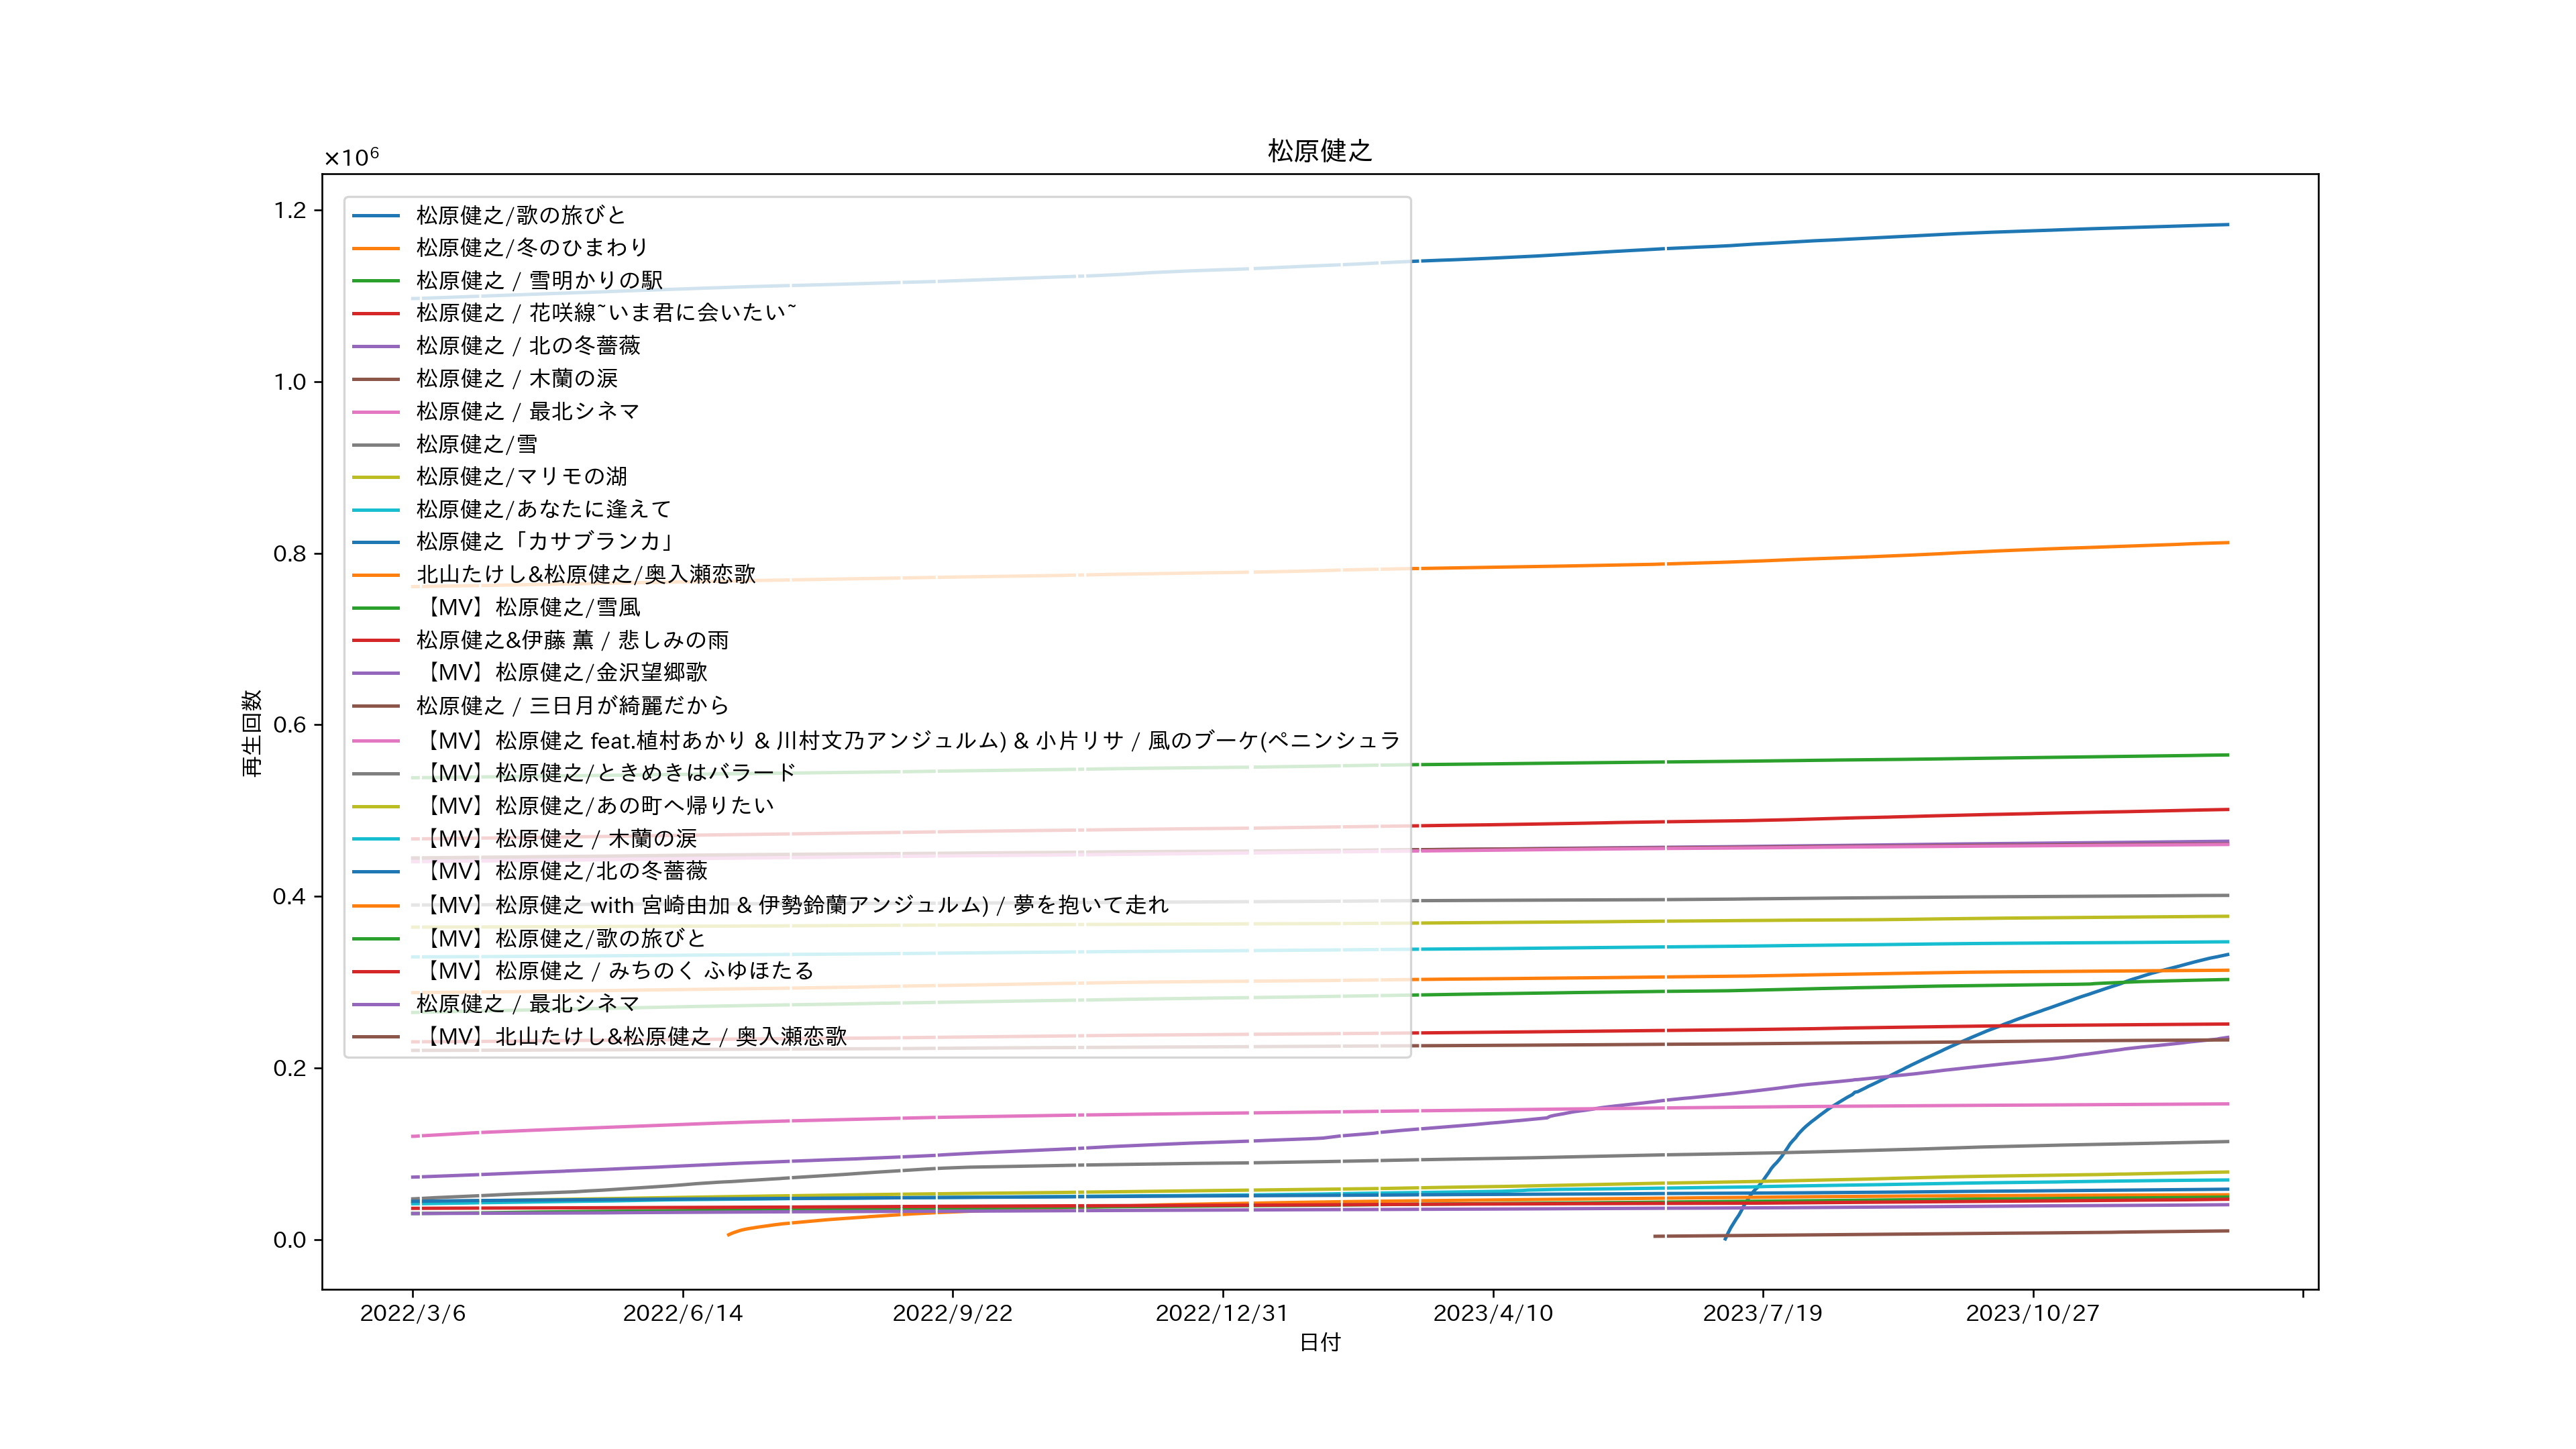 松原健之
×10⁶
1.2
1.0
0.8
0.6
0.4
0.2
0.0
再生回数
松原健之/歌の旅びと
松原健之/冬のひまわり
松原健之 / 雪明かりの駅
松原健之 / 花咲線~いま君に会いたい~
松原健之 / 北の冬薔薇
松原健之 / 木蘭の涙
松原健之 / 最北シネマ
松原健之/雪
松原健之/マリモの湖
松原健之/あなたに逢えて
松原健之「カサブランカ」
北山たけし&松原健之/奥入瀬恋歌
【MV】松原健之/雪風
松原健之&伊藤 薫 / 悲しみの雨
【MV】松原健之/金沢望郷歌
松原健之 / 三日月が綺麗だから
【MV】松原健之 feat.植村あかり & 川村文乃アンジュルム) & 小片リサ / 風のブーケ(ペニンシュラ
【MV】松原健之/ときめきはバラード
【MV】松原健之/あの町へ帰りたい
【MV】松原健之 / 木蘭の涙
【MV】松原健之/北の冬薔薇
【MV】松原健之 with 宮崎由加 & 伊勢鈴蘭アンジュルム) / 夢を抱いて走れ
【MV】松原健之/歌の旅びと
【MV】松原健之 / みちのく ふゆほたる
松原健之 / 最北シネマ
【MV】北山たけし&松原健之 / 奥入瀬恋歌
2022/3/6
2022/6/14
2022/9/22
2022/12/31
2023/4/10
2023/7/19
2023/10/27
日付